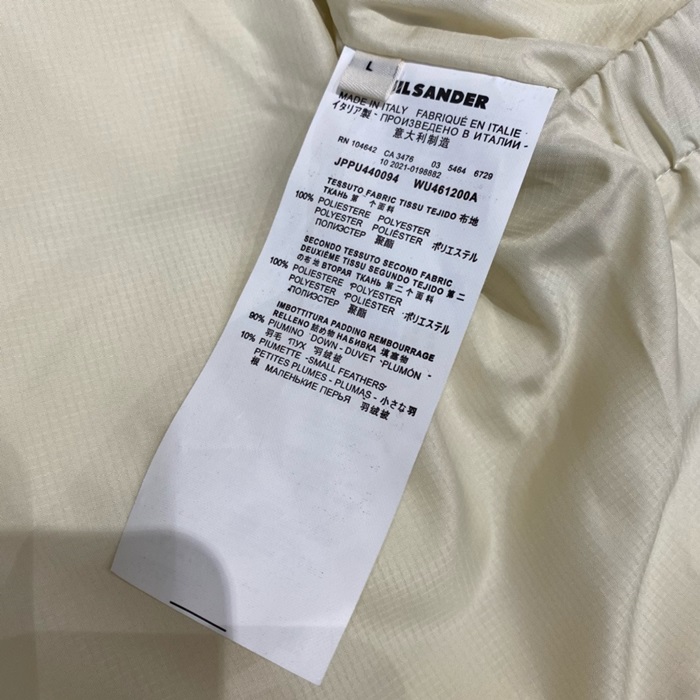 L
JIL SANDER
MADE IN ITALY FABRIQUÉ EN ITALIE
イタリア製 - ПРОИЗВЕДЕНО В ИТАЛИИ -
意大利制造
RN 104642 CA 3476 03 5464 6729
10 2021-0198882
JPPU440094 WU461200A
TESSUTO FABRIC TISSU TEJIDO 布地
ТКАНЬ 第 个面料
100% POLIESTERE POLYESTER
POLYESTER POLIÉSTER ポリエステル
ПОЛИЭСТЕР 聚酯
SECONDO TESSUTO SECOND FABRIC
DEUXIÈME TISSU SEGUNDO TEJIDO 第二
の布地 ВТОРАЯ ТКАНЬ 第二个面料
100% POLIESTERE POLYESTER
POLYESTER POLIÉSTER ポリエステル
ПОЛИЭСТЕР 聚酯
IMBOTTITURA PADDING REMBOURRAGE
RELLENO 詰め物 НАБИВКА 填塞物
90% PIUMINO DOWN - DUVET PLUMÓN -
羽毛 ПУХ 羽绒被
10% PIUMETTE -SMALL FEATHERS-
PETITES PLUMES - PLUMAS - 小さな羽
根 МАЛЕНЬКИЕ ПЕРЬЯ 羽绒被